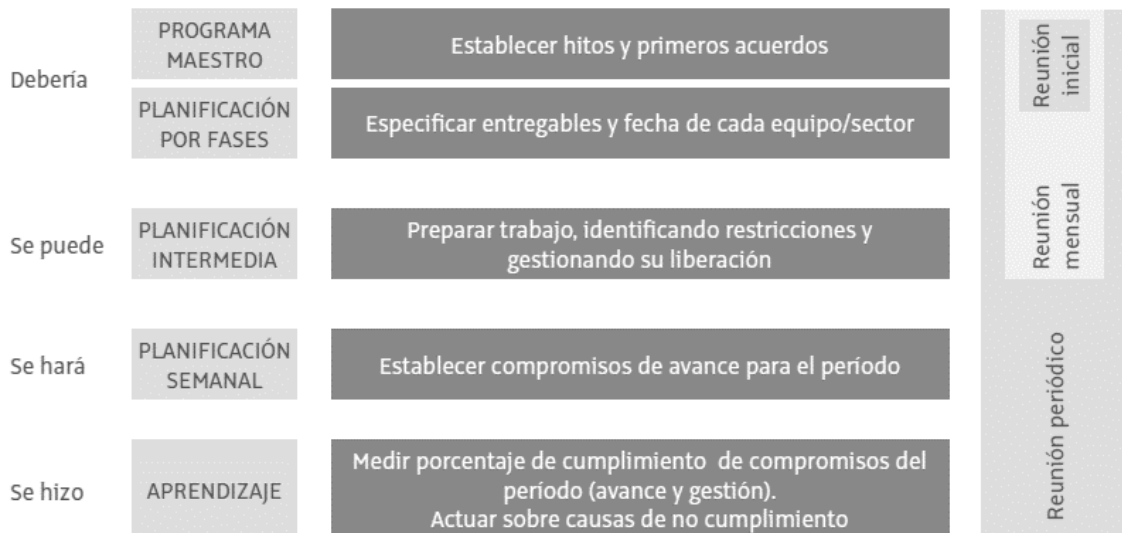 Debería
PROGRAMA
MAESTRO
Establecer hitos y primeros acuerdos
PLANIFICACIÓN
POR FASES
Especificar entregables y fecha de cada equipo/sector
Se puede
PLANIFICACIÓN
INTERMEDIA
Preparar trabajo, identificando restricciones y
gestionando su liberación
Se hará
PLANIFICACIÓN
SEMANAL
Establecer compromisos de avance para el período
Se hizo
APRENDIZAJE
Medir porcentaje de cumplimiento de compromisos del
período (avance y gestión).
Actuar sobre causas de no cumplimiento
Reunión
inicial
Reunión
mensual
Reunión periódico